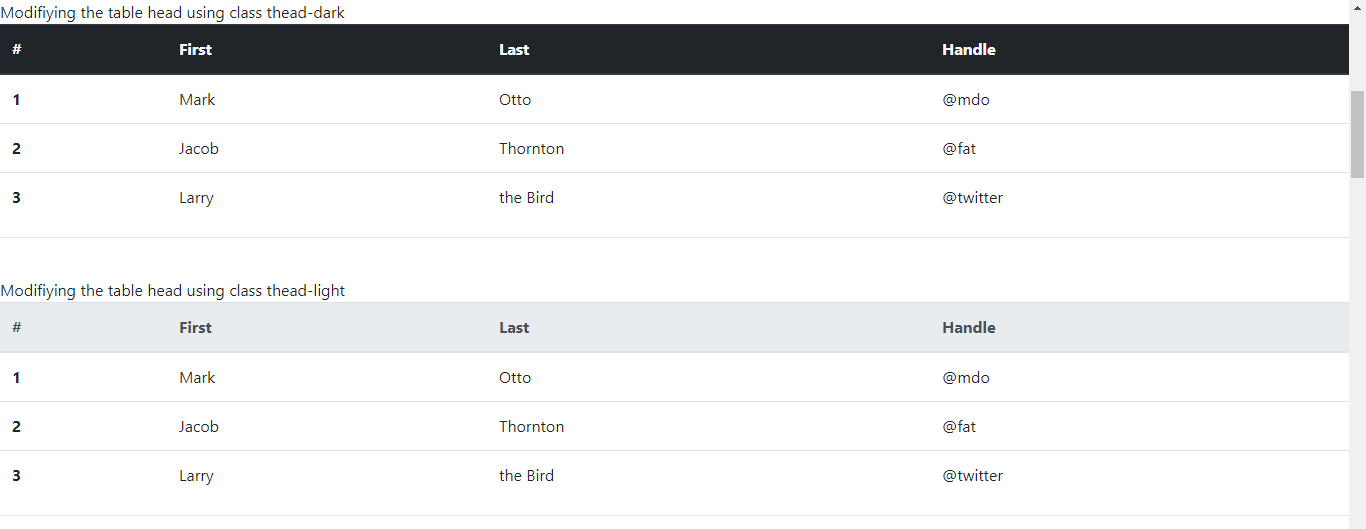 Modifiying the table head using class thead-dark
# First Last Handle
1 Mark Otto @mdo
2 Jacob Thornton @fat
3 Larry the Bird @twitter
Modifiying the table head using class thead-light
# First Last Handle
1 Mark Otto @mdo
2 Jacob Thornton @fat
3 Larry the Bird @twitter